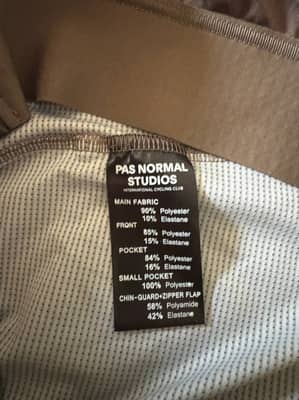 PAS NORMAL
STUDIOS
INTERNATIONAL CYCLING CLUB
MAIN FABRIC
90% Polyester
10% Elastane
FRONT
85% Polyester
15% Elastane
POCKET
84% Polyester
16% Elastane
SMALL POCKET
100% Polyester
CHIN-GUARD+ZIPPER FLAP
58% Polyamide
42% Elastane